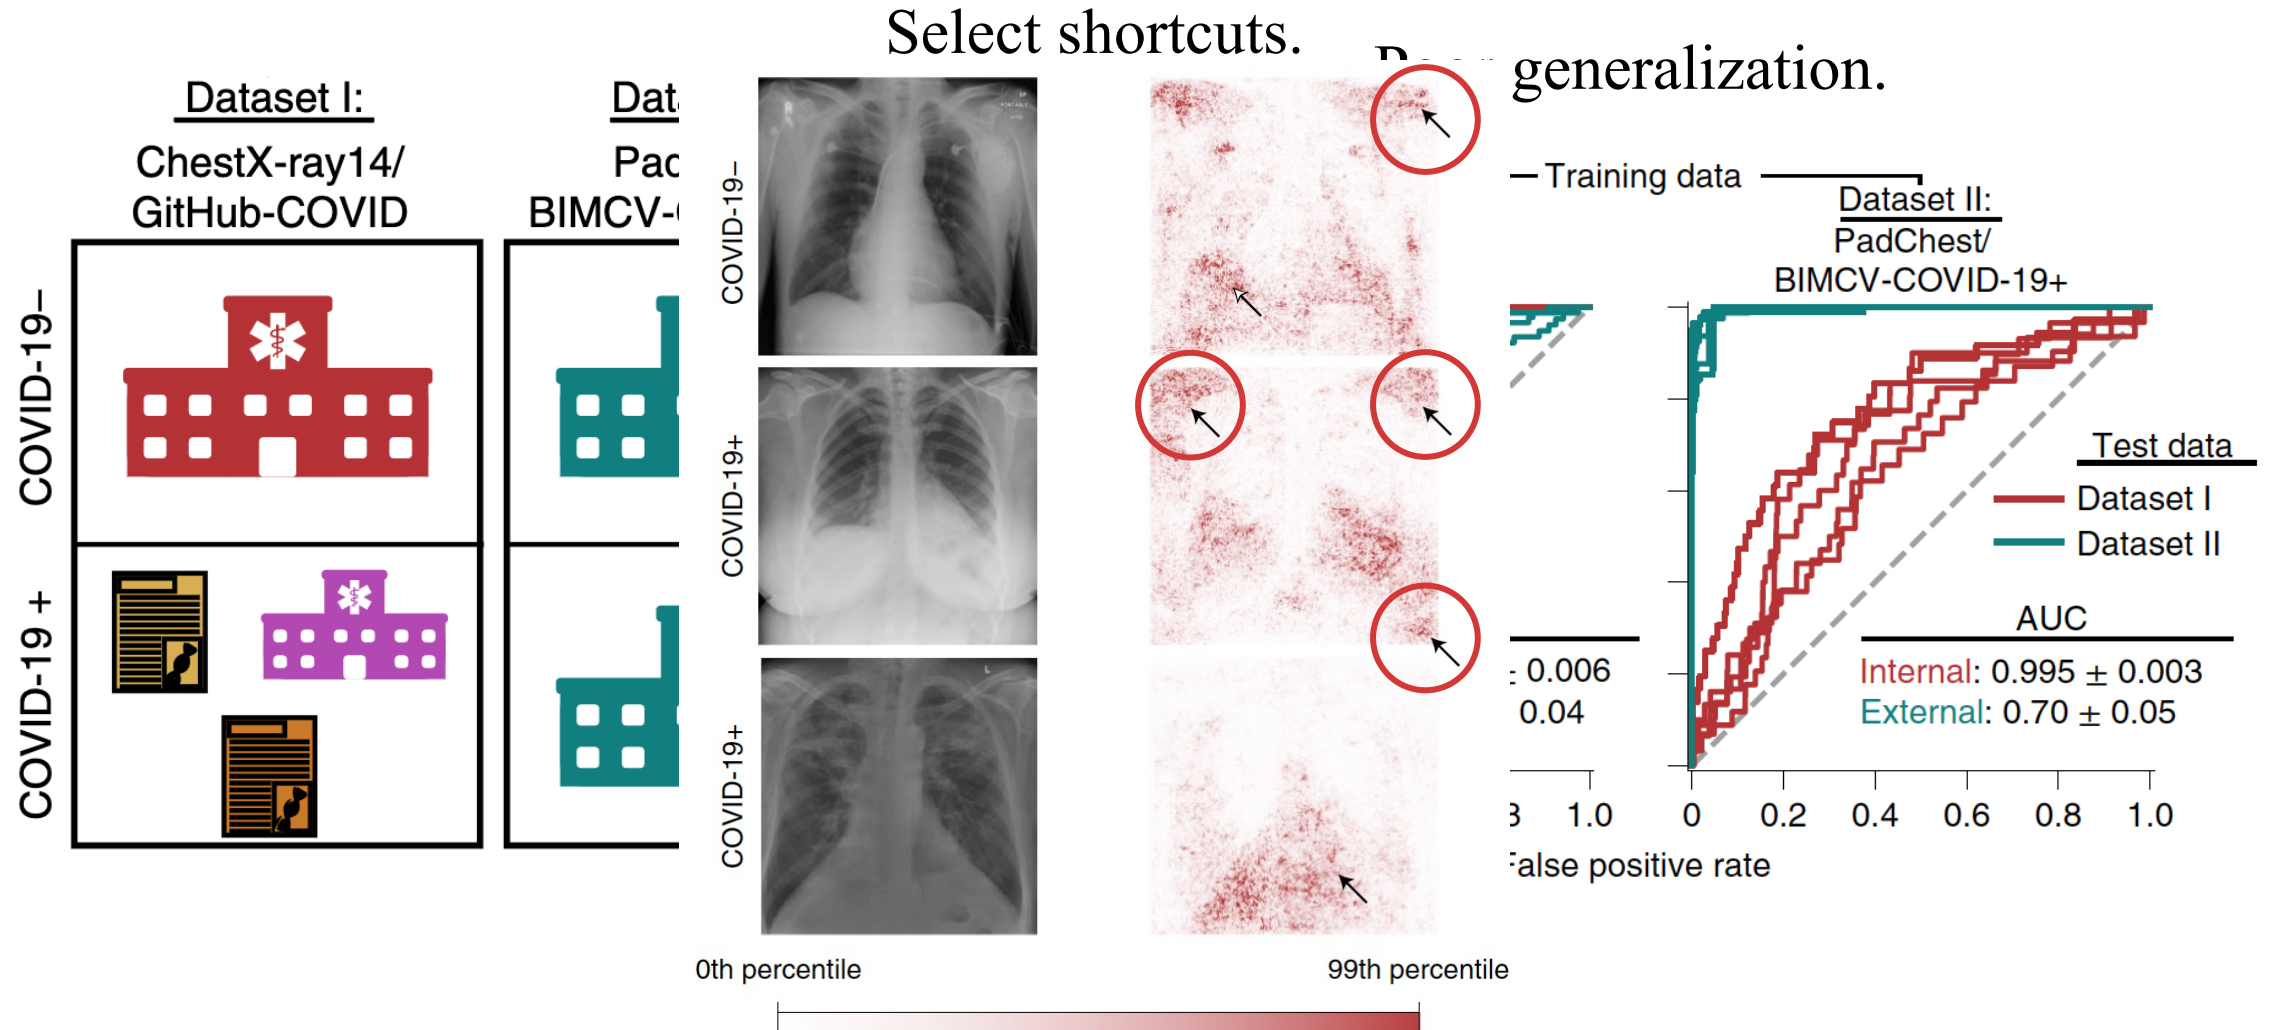 Select shortcuts.
generalization.
Dataset I:
ChestX-ray14/
GitHub-COVID
BIMCV-
COVID-19–
COVID-19 +
COVID-19–
COVID-19+
COVID-19+
R
L
0th percentile
99th percentile
Training data
Dataset II:
PadChest/
BIMCV-COVID-19+
Test data
Dataset I
Dataset II
AUC
Internal: 0.995 ± 0.003
External: 0.70 ± 0.05
± 0.006
0.04
1.0
0 0.2 0.4 0.6 0.8 1.0
False positive rate